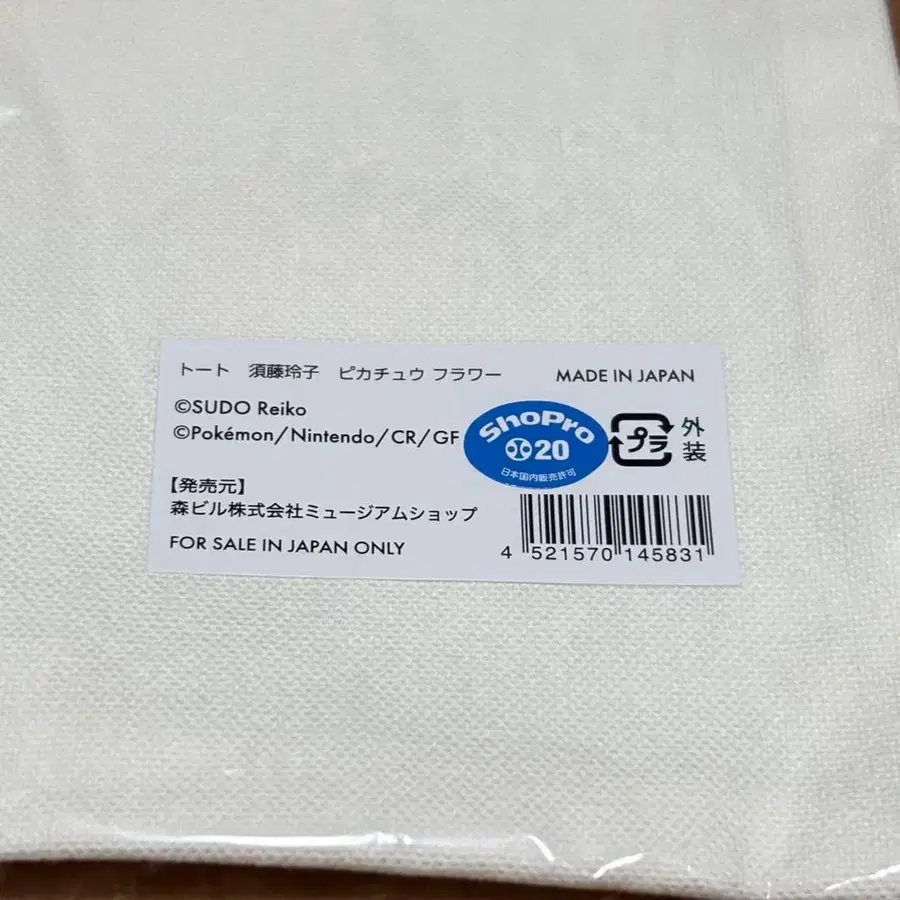 トート 須藤玲子 ピカチュウ フラワー MADE IN JAPAN
©SUDO Reiko
©Pokémon/Nintendo/CR/GF
ShoPro
20
日本国内販売許可
プラ
外装
【発売元】
森ビル株式会社ミュージアムショップ
FOR SALE IN JAPAN ONLY
4 521570 145831